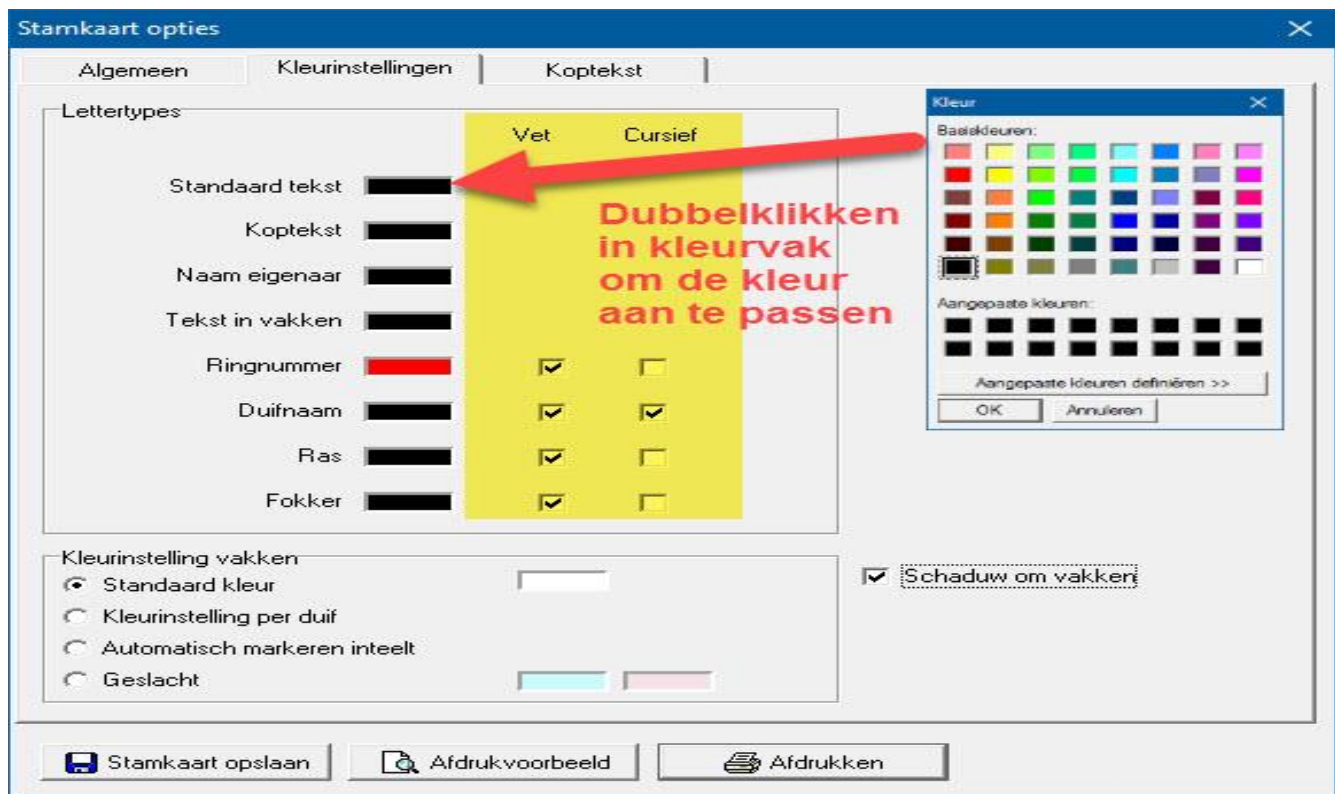 Stamkaart opties
Algemeen Kleurinstellingen Koptekst
Lettertypes
Vet Cursief
Standaard tekst
Koptekst
Naam eigenaar
Tekst in vakken
Ringnummer
Duifnaam
Ras
Fokker
Dubbelklikken
in kleurvak
om de kleur
aan te passen
Kleur
Basiskleuren:
Aangepaste kleuren:
Aangepaste kleuren definiëren >>
OK Annuleren
Kleurinstelling vakken
Standaard kleur
Kleurinstelling per duif
Automatisch markeren inteelt
Geslacht
Schaduw om vakken
Stamkaart opslaan Afdrukvoorbeeld Afdrukken